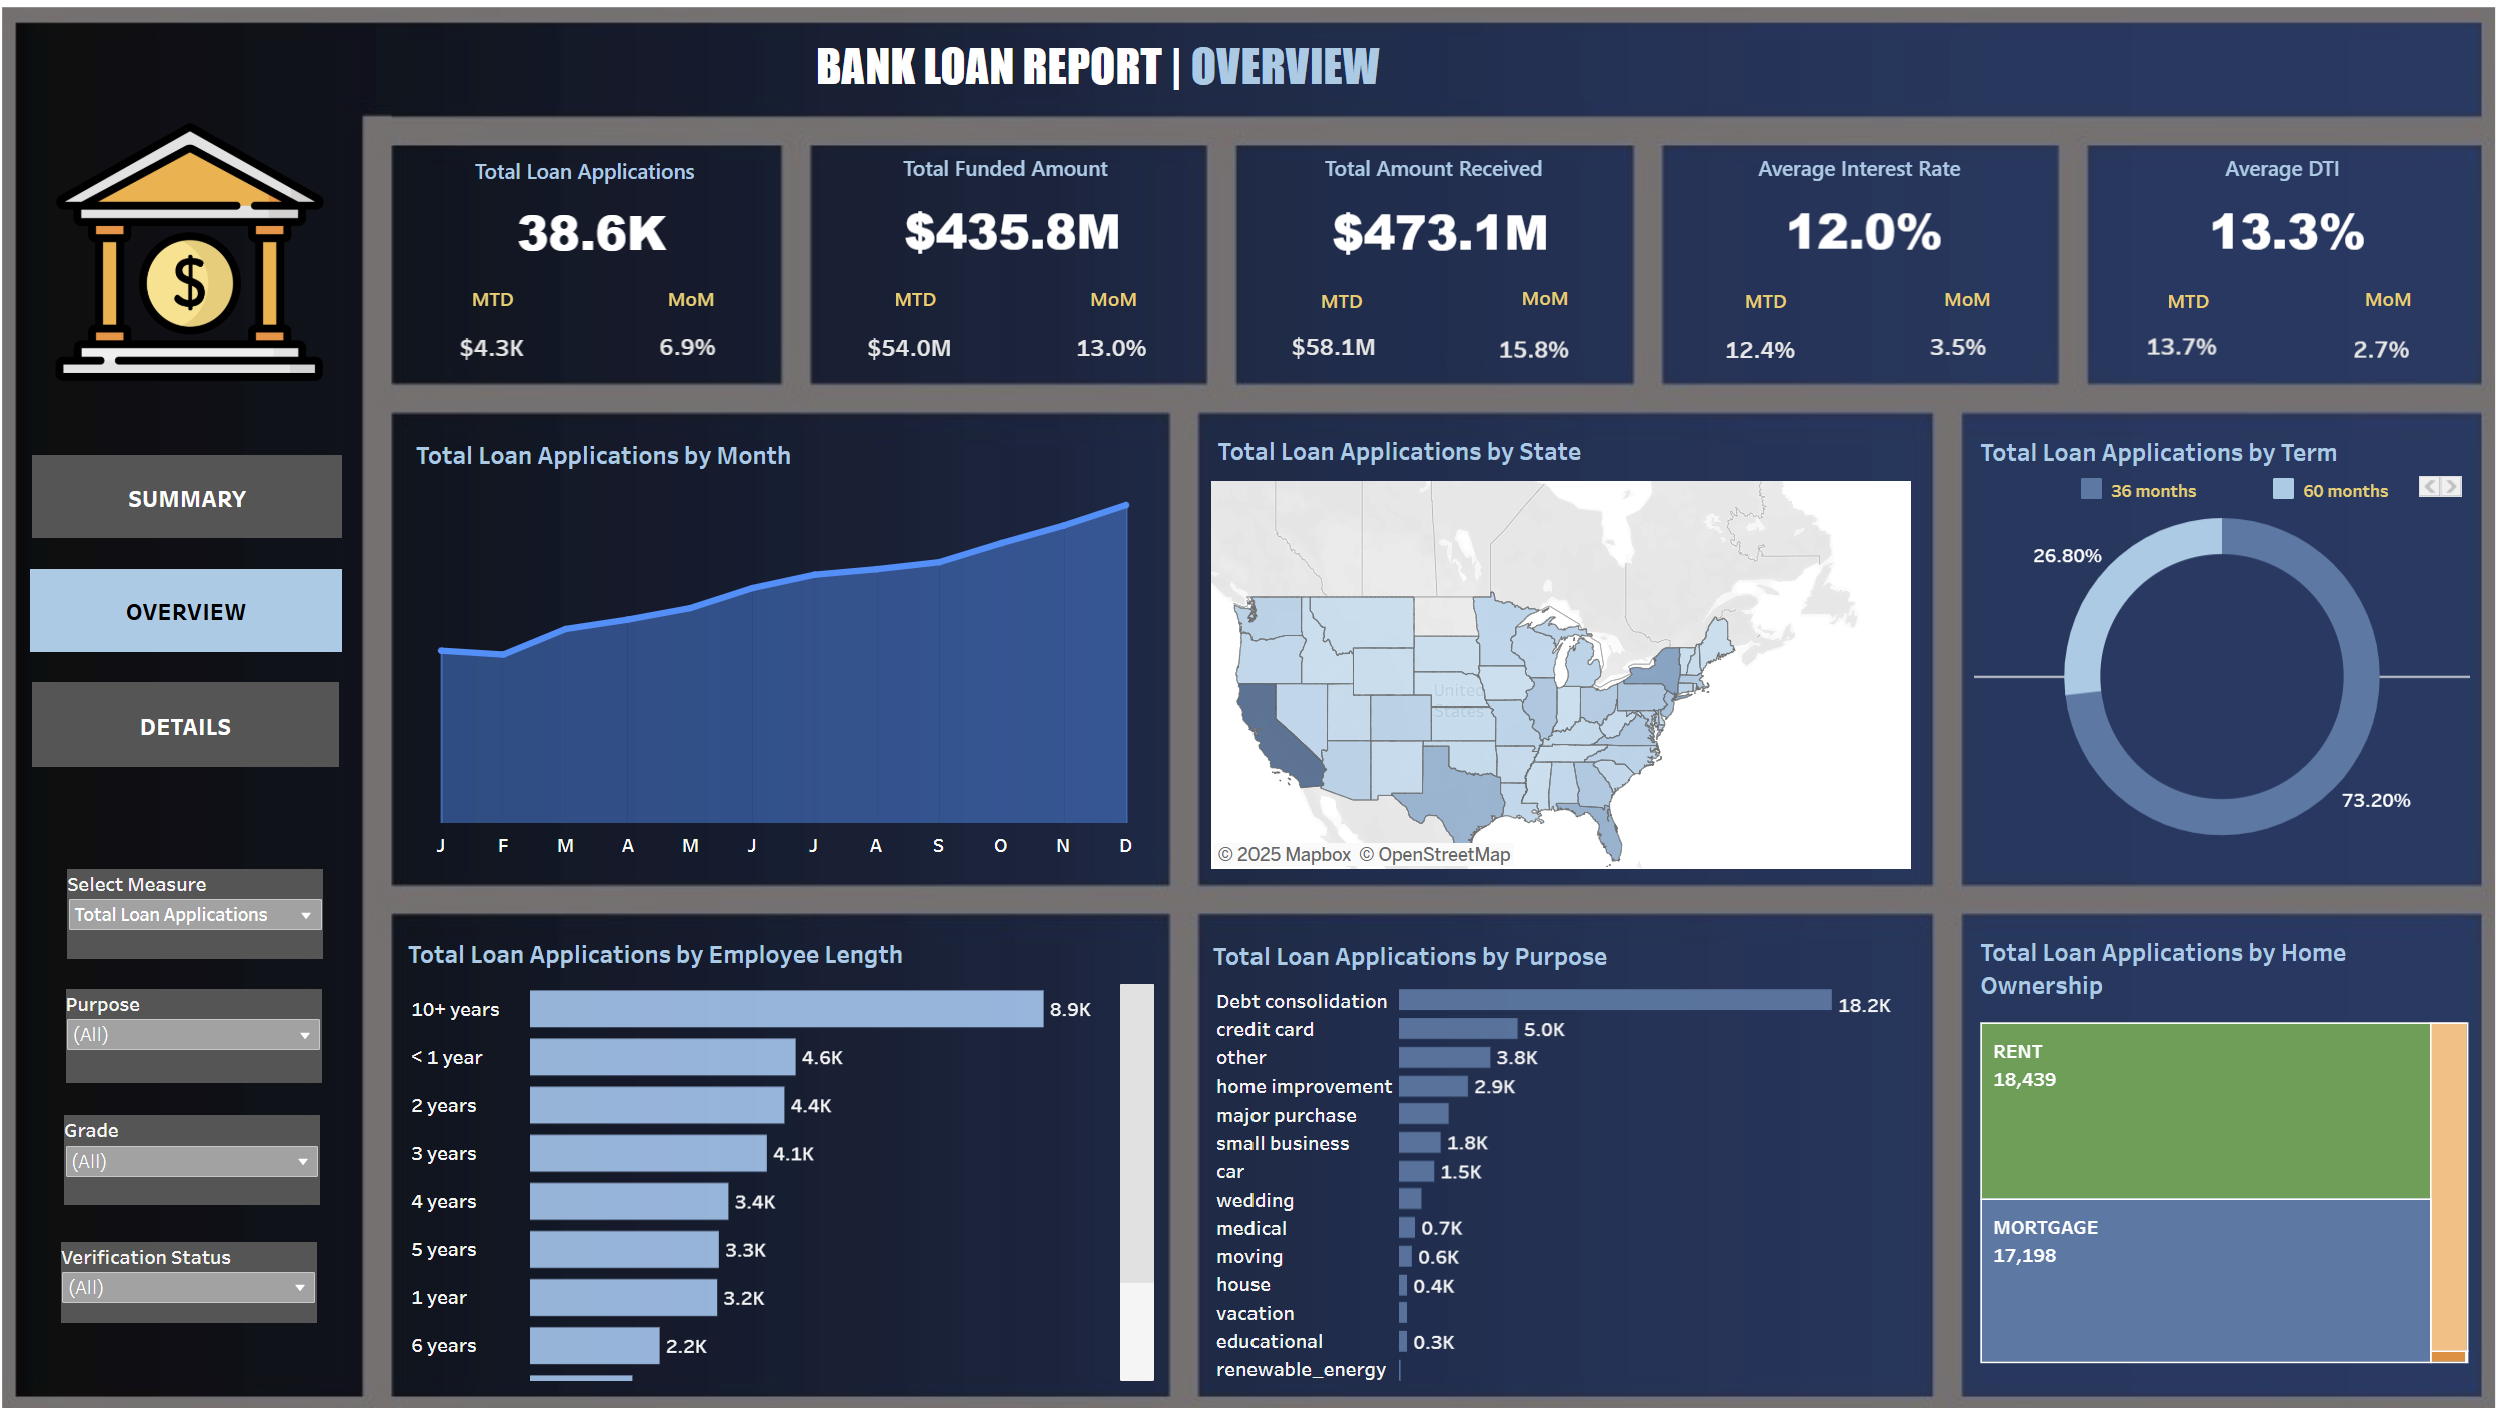 BANK LOAN REPORT | OVERVIEW
$
SUMMARY
OVERVIEW
DETAILS
Select Measure
Total Loan Applications
Purpose
(All)
Grade
(All)
Verification Status
(All)
Total Loan Applications
38.6K
MTD MoM
$4.3K 6.9%
Total Funded Amount
$435.8M
MTD MoM
$54.0M 13.0%
Total Amount Received
$473.1M
MTD MoM
$58.1M 15.8%
Average Interest Rate
12.0%
MTD MoM
12.4% 3.5%
Average DTI
13.3%
MTD MoM
13.7% 2.7%
Total Loan Applications by Month
J F M A M J J A S O N D
Total Loan Applications by State
United
States
© 2025 Mapbox © OpenStreetMap
Total Loan Applications by Term
36 months 60 months
26.80%
73.20%
Total Loan Applications by Employee Length
10+ years 8.9K
< 1 year 4.6K
2 years 4.4K
3 years 4.1K
4 years 3.4K
5 years 3.3K
1 year 3.2K
6 years 2.2K
Total Loan Applications by Purpose
Debt consolidation 18.2K
credit card 5.0K
other 3.8K
home improvement 2.9K
major purchase
small business 1.8K
car 1.5K
wedding
medical 0.7K
moving 0.6K
house 0.4K
vacation
educational 0.3K
renewable_energy
Total Loan Applications by Home
Ownership
RENT
18,439
MORTGAGE
17,198